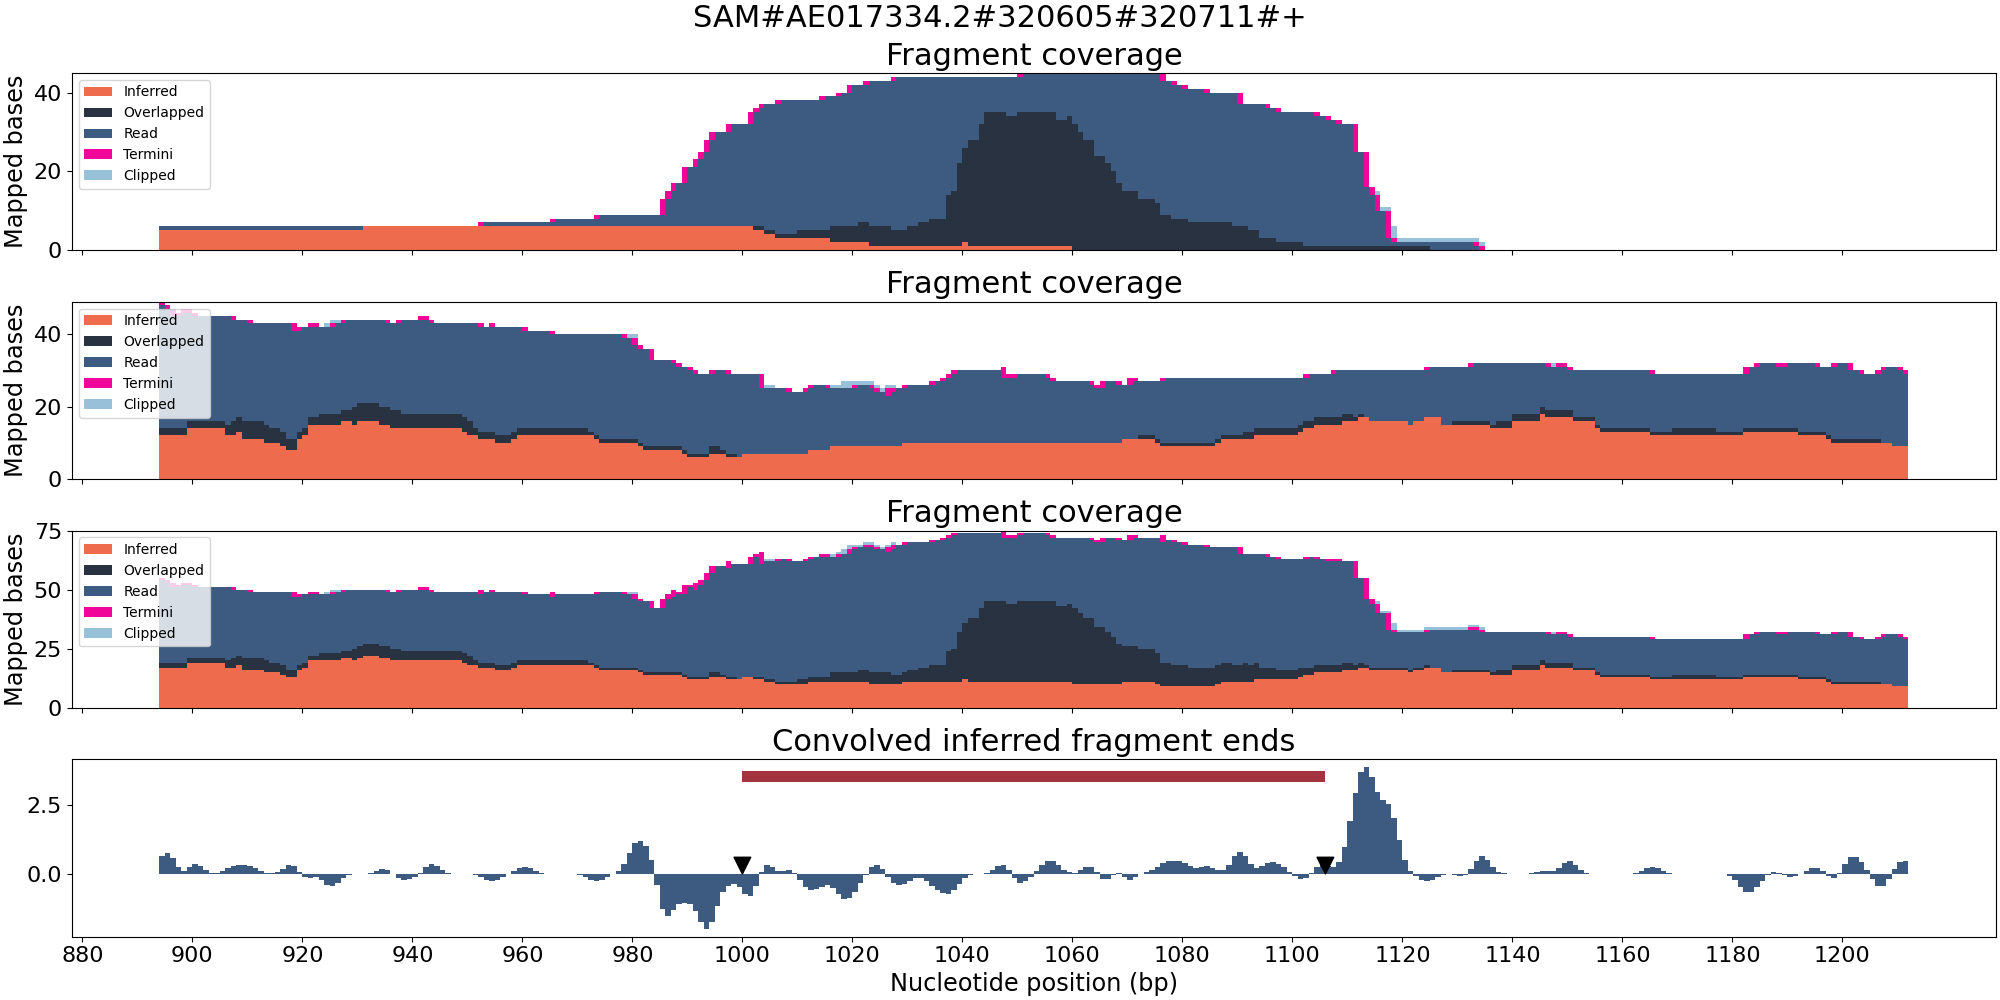 SAM#AE017334.2#320605#320711#+
Fragment coverage
Mapped bases
40
20
0
Inferred
Overlapped
Read
Termini
Clipped
Fragment coverage
Mapped bases
40
20
0
Inferred
Overlapped
Read
Termini
Clipped
Fragment coverage
Mapped bases
75
50
25
0
Inferred
Overlapped
Read
Termini
Clipped
Convolved inferred fragment ends
2.5
0.0
880 900 920 940 960 980 1000 1020 1040 1060 1080 1100 1120 1140 1160 1180 1200
Nucleotide position (bp)